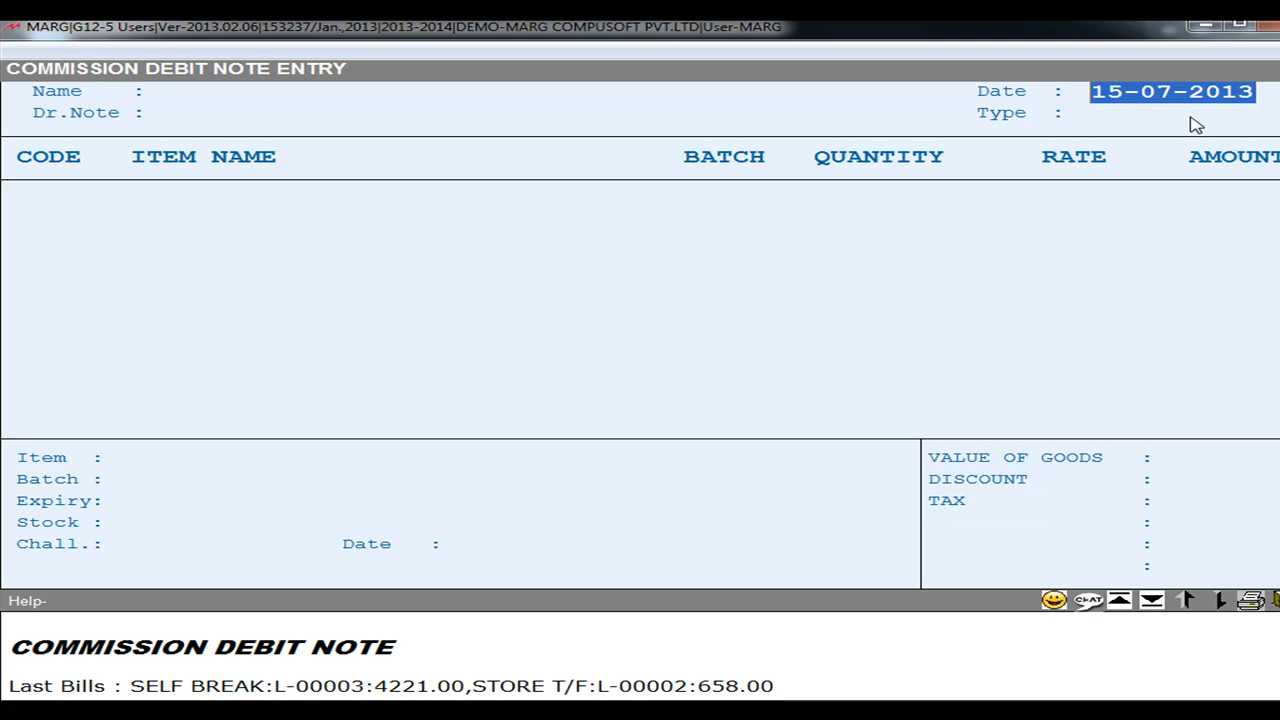 MARG|G12-5 Users|Ver-2013.02.06|153237/Jan.,2013|2013-2014|DEMO-MARG COMPUSOFT PVT.LTD|User-MARG
COMMISSION DEBIT NOTE ENTRY
Name : Date : 15-07-2013
Dr.Note : Type :
CODE ITEM NAME BATCH QUANTITY RATE AMOUNT
Item : VALUE OF GOODS :
Batch : DISCOUNT :
Expiry: TAX :
Stock : :
Chall.: Date : :
:
Help- CHAT
COMMISSION DEBIT NOTE
Last Bills : SELF BREAK:L-00003:4221.00,STORE T/F:L-00002:658.00